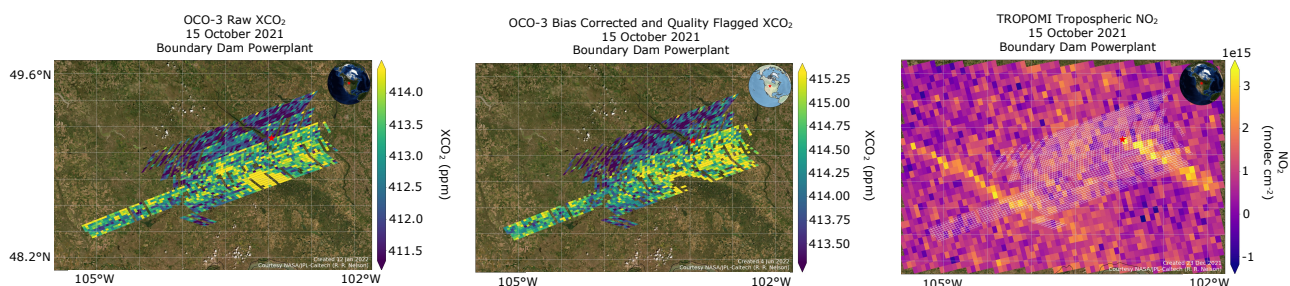 OCO-3 Raw XCO₂
15 October 2021
Boundary Dam Powerplant
49.6°N
48.2°N
105°W
102°W
414.0
413.5
413.0
412.5
412.0
411.5
XCO₂ (ppm)
Created 12 Jan 2022
Courtesy NASA/JPL-Caltech (R. R. Nelson)
OCO-3 Bias Corrected and Quality Flagged XCO₂
15 October 2021
Boundary Dam Powerplant
105°W
102°W
415.25
415.00
414.75
414.50
414.25
414.00
413.75
413.50
XCO₂ (ppm)
Courtesy NASA/JPL-Caltech (R. R. Nelson)
TROPOMI Tropospheric NO₂
15 October 2021
Boundary Dam Powerplant
1e15
105°W
102°W
3
2
1
0
-1
NO₂
(molec cm⁻²)
Courtesy NASA/JPL-Caltech (R. R. Nelson)